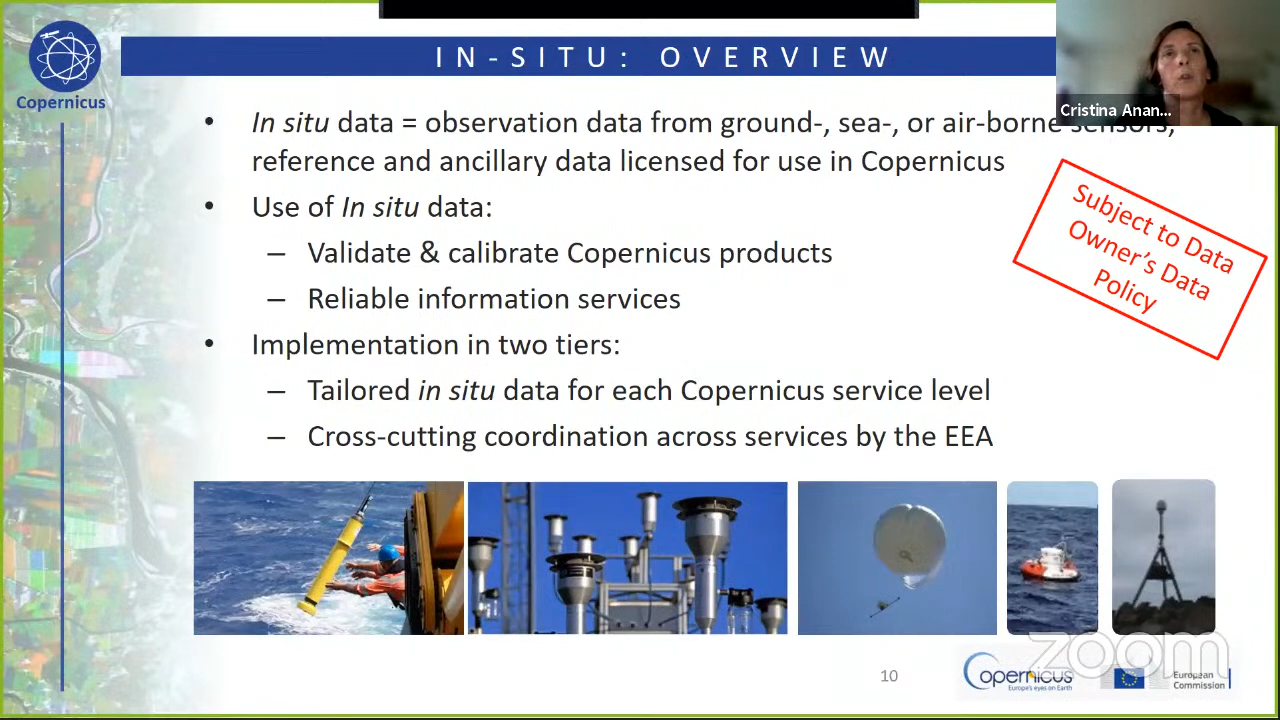 Copernicus
IN-SITU: OVERVIEW
Cristina Anan...
• In situ data = observation data from ground-, sea-, or air-borne sensors,
reference and ancillary data licensed for use in Copernicus
• Use of In situ data:
– Validate & calibrate Copernicus products
– Reliable information services
• Implementation in two tiers:
– Tailored in situ data for each Copernicus service level
– Cross-cutting coordination across services by the EEA
Subject to Data
Owner’s Data
Policy
10
Copernicus
Europe's eyes on Earth
European
Commission
zoom